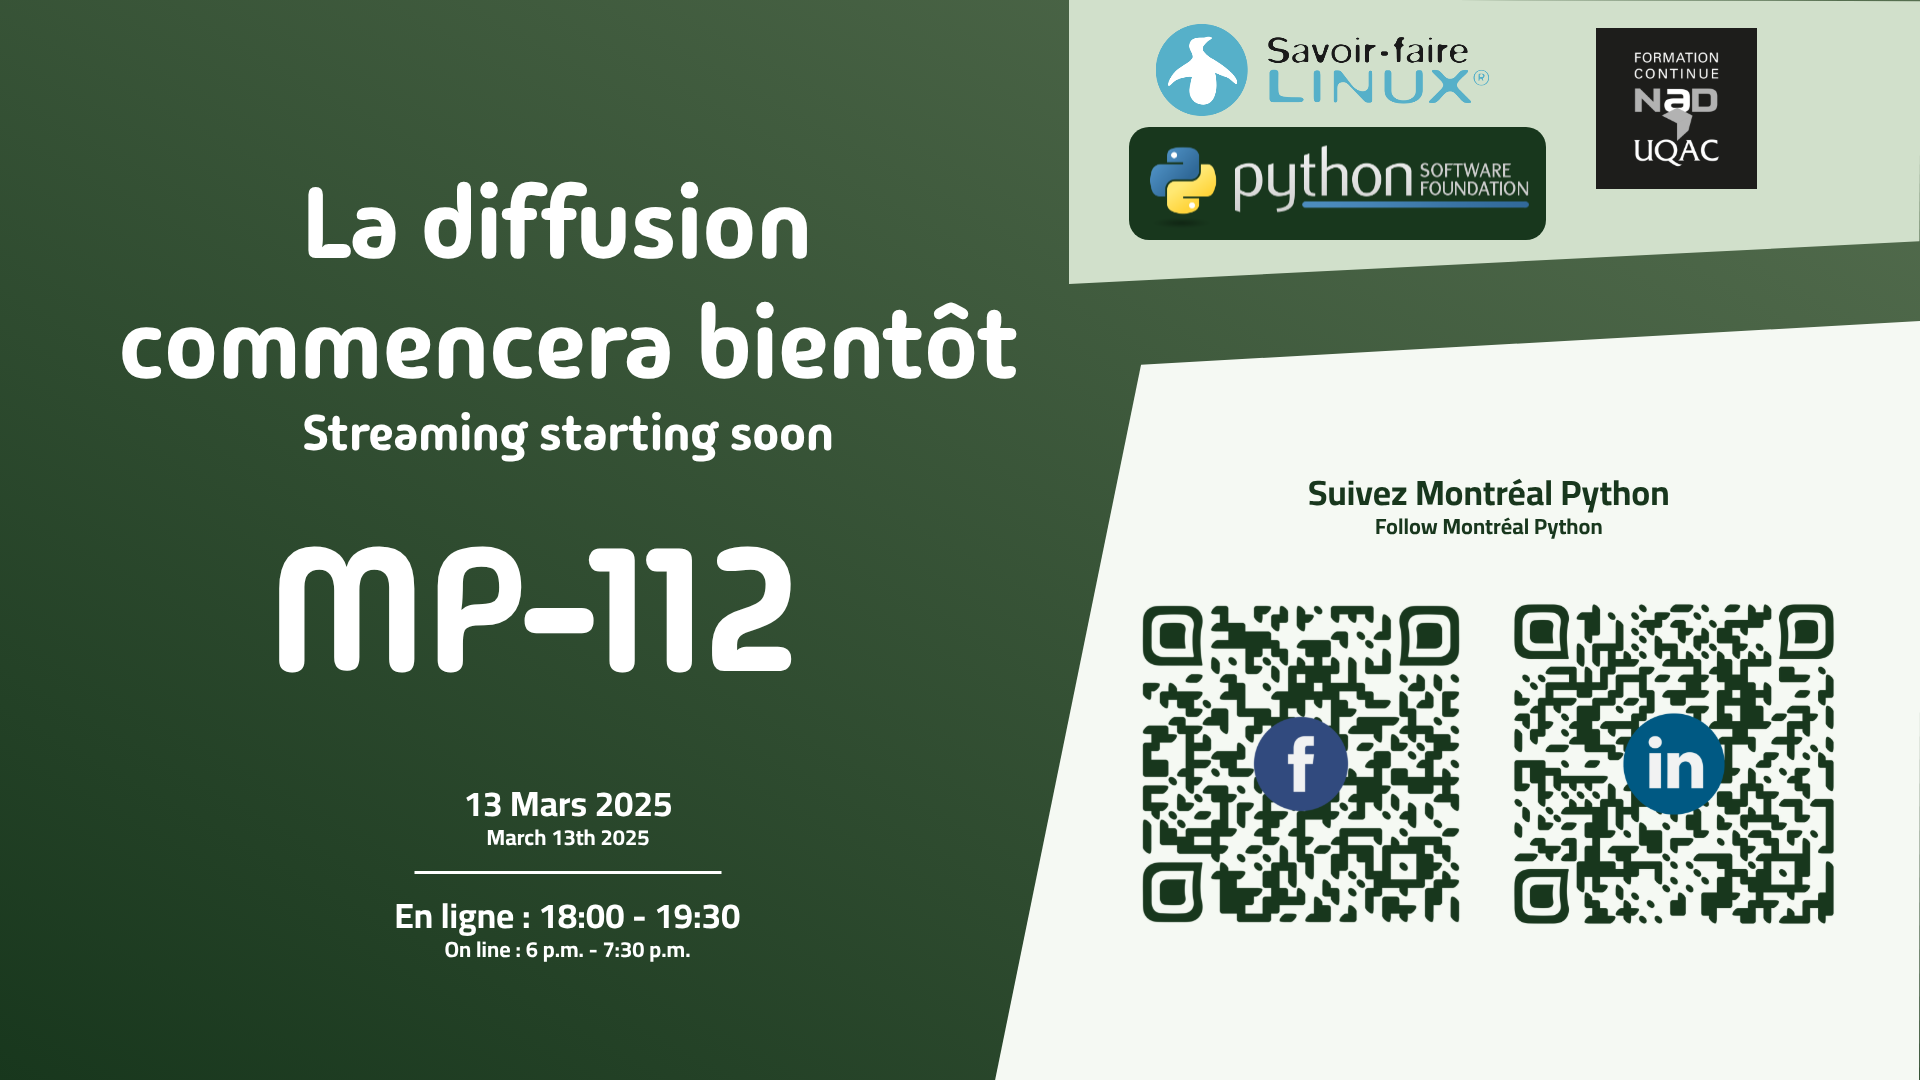 La diffusion
commencera bientôt
Streaming starting soon
MP-112
13 Mars 2025
March 13th 2025
En ligne : 18:00 - 19:30
On line : 6 p.m. - 7:30 p.m.
Savoir-faire
LINUX®
python SOFTWARE
FOUNDATION
FORMATION
CONTINUE
NaD
UQAC
Suivez Montréal Python
Follow Montréal Python
f
in